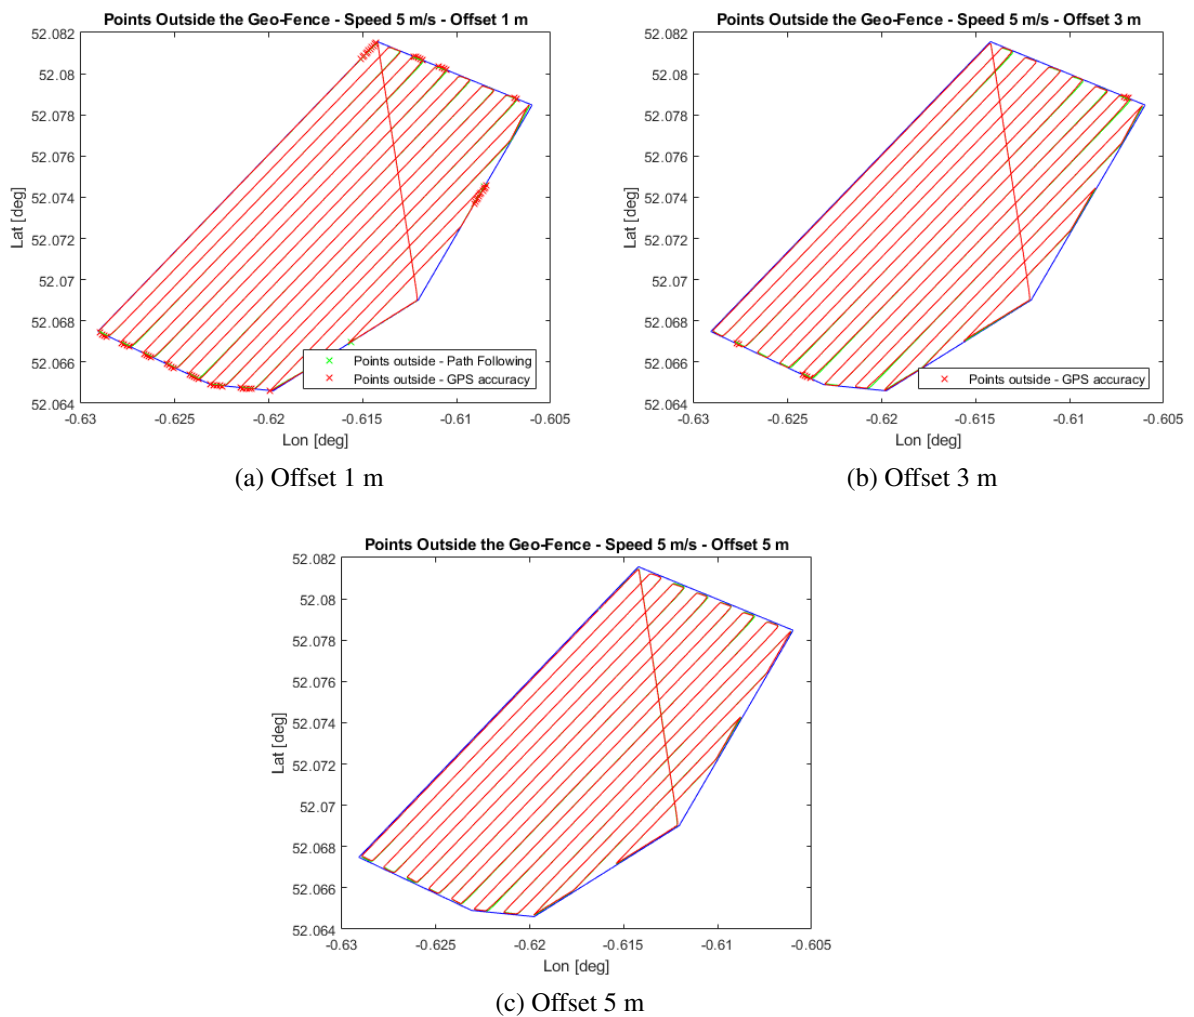 Points Outside the Geo-Fence - Speed 5 m/s - Offset 1 m
52.082
52.08
52.078
52.076
52.074
52.072
52.07
52.068
52.066
52.064
Lat [deg]
Points outside - Path Following
Points outside - GPS accuracy
-0.63 -0.625 -0.62 -0.615 -0.61 -0.605
Lon [deg]
(a) Offset 1 m
Points Outside the Geo-Fence - Speed 5 m/s - Offset 3 m
52.082
52.08
52.078
52.076
52.074
52.072
52.07
52.068
52.066
52.064
Lat [deg]
Points outside - GPS accuracy
-0.63 -0.625 -0.62 -0.615 -0.61 -0.605
Lon [deg]
(b) Offset 3 m
Points Outside the Geo-Fence - Speed 5 m/s - Offset 5 m
52.082
52.08
52.078
52.076
52.074
52.072
52.07
52.068
52.066
52.064
Lat [deg]
-0.63 -0.625 -0.62 -0.615 -0.61 -0.605
Lon [deg]
(c) Offset 5 m